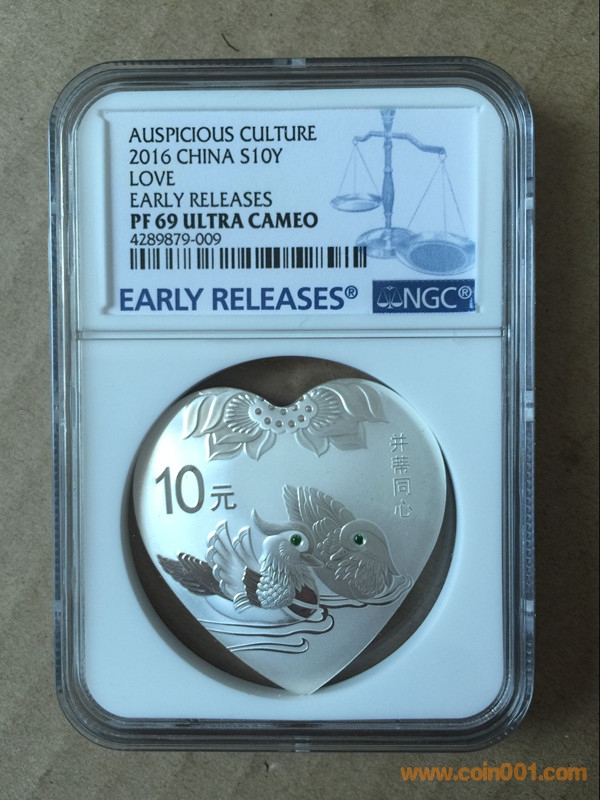 AUSPICIOUS CULTURE
2016 CHINA S10Y
LOVE
EARLY RELEASES
PF 69 ULTRA CAMEO
4289879-009
EARLY RELEASES®
NGC®
10元
并蒂同心
www.coin001.com